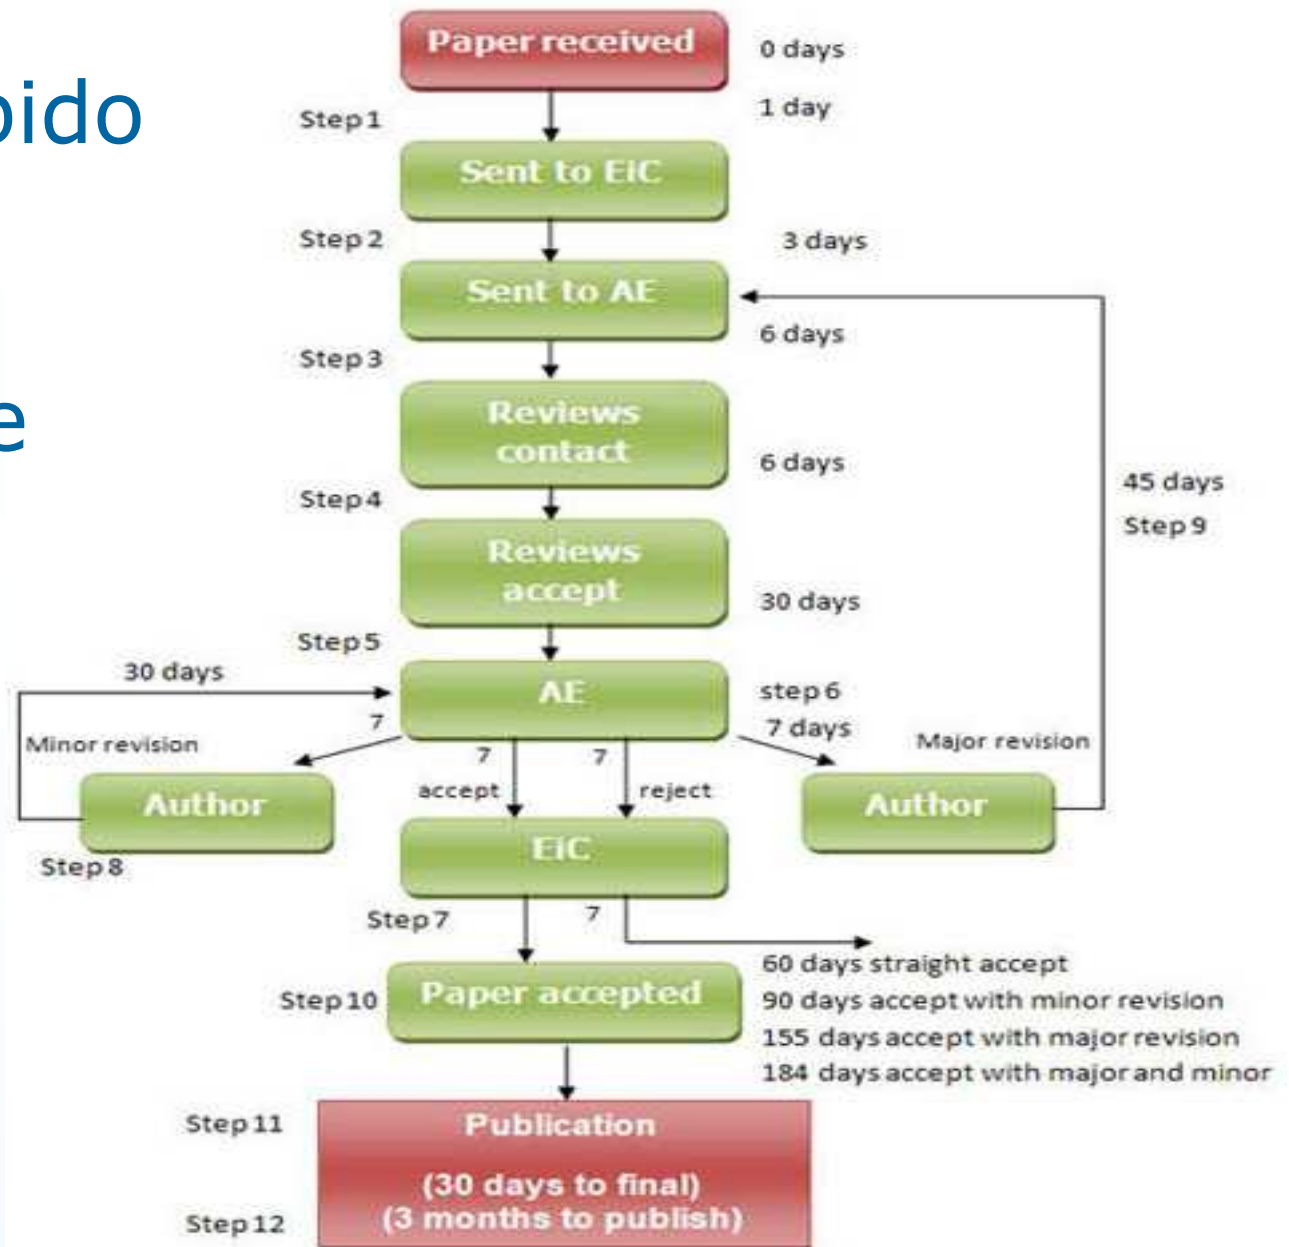 pido
e
Paper received
0 days
Step 1
1 day
Sent to EiC
Step 2
3 days
Sent to AE
6 days
Step 3
Reviews
contact
6 days
45 days
Step 9
Step 4
Reviews
accept
30 days
Step 5
30 days
AE
step 6
7
7 days
Minor revision
7
7
Major revision
accept
reject
Author
Author
EiC
Step 8
Step 7
7
60 days straight accept
Step 10
Paper accepted
90 days accept with minor revision
155 days accept with major revision
184 days accept with major and minor
Step 11
Publication
(30 days to final)
(3 months to publish)
Step 12